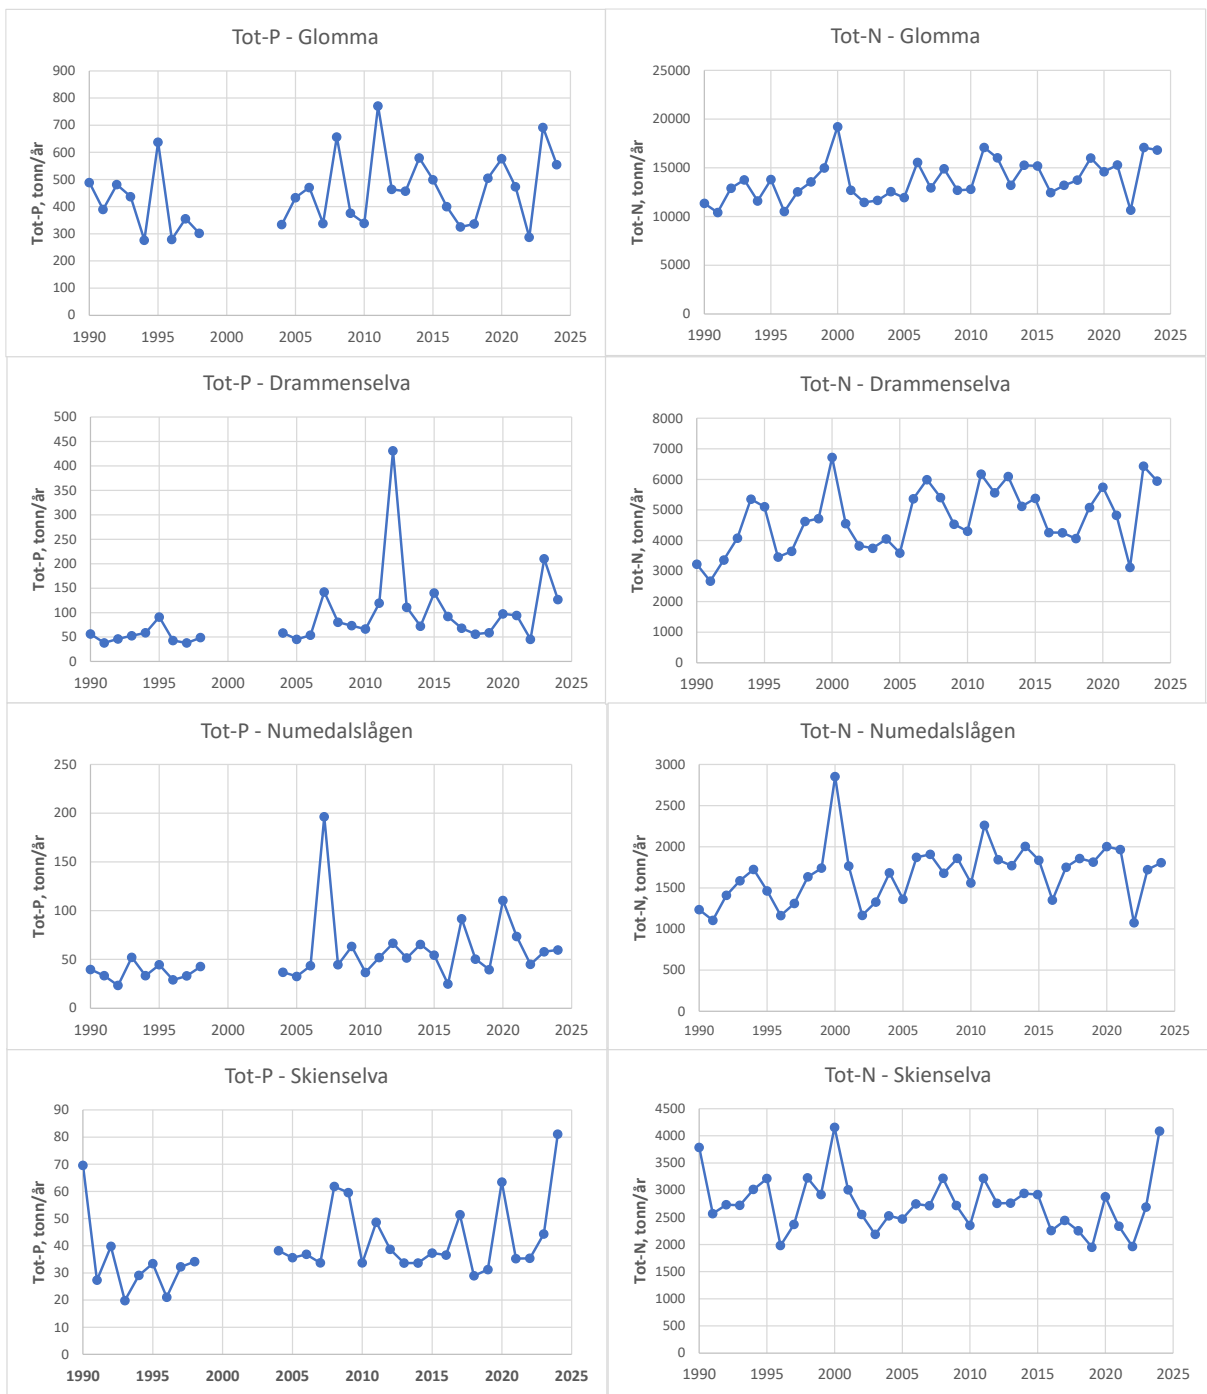 Tot-P - Glomma
Tot-P, tonn/år
900
800
700
600
500
400
300
200
100
0
1990 1995 2000 2005 2010 2015 2020 2025
Tot-N - Glomma
Tot-N, tonn/år
25000
20000
15000
10000
5000
0
1990 1995 2000 2005 2010 2015 2020 2025
Tot-P - Drammenselva
Tot-P, tonn/år
500
450
400
350
300
250
200
150
100
50
0
1990 1995 2000 2005 2010 2015 2020 2025
Tot-N - Drammenselva
Tot-N, tonn/år
8000
7000
6000
5000
4000
3000
2000
1000
0
1990 1995 2000 2005 2010 2015 2020 2025
Tot-P - Numedalslågen
Tot-P, tonn/år
250
200
150
100
50
0
1990 1995 2000 2005 2010 2015 2020 2025
Tot-N - Numedalslågen
Tot-N, tonn/år
3000
2500
2000
1500
1000
500
0
1990 1995 2000 2005 2010 2015 2020 2025
Tot-P - Skienselva
Tot-P, tonn/år
90
80
70
60
50
40
30
20
10
0
1990 1995 2000 2005 2010 2015 2020 2025
Tot-N - Skienselva
Tot-N, tonn/år
4500
4000
3500
3000
2500
2000
1500
1000
500
0
1990 1995 2000 2005 2010 2015 2020 2025